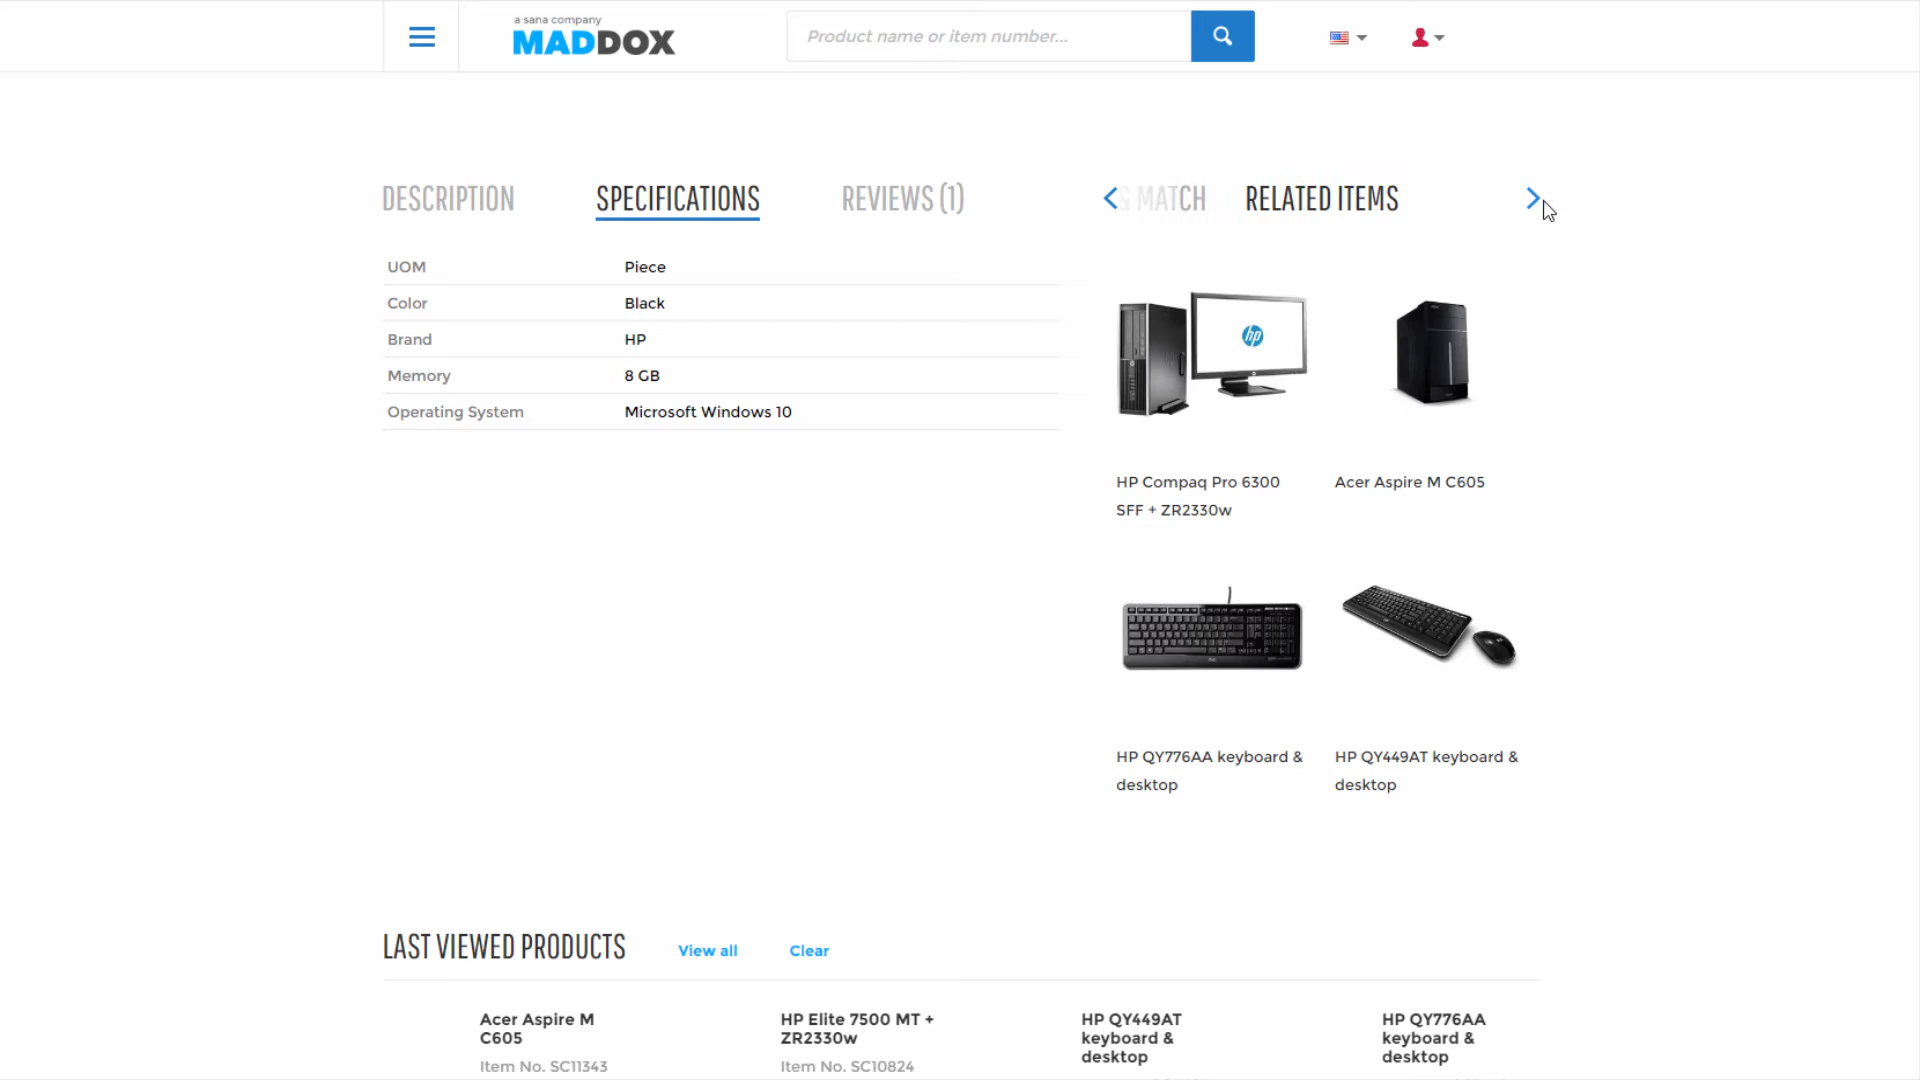 a sana company
MADDOX
Product name or item number...
DESCRIPTION
SPECIFICATIONS
REVIEWS (1)
& MATCH
RELATED ITEMS
UOM Piece
Color Black
Brand HP
Memory 8 GB
Operating System Microsoft Windows 10
hp
HP Compaq Pro 6300
SFF + ZR2330w
Acer Aspire M C605
HP QY776AA keyboard &
desktop
HP QY449AT keyboard &
desktop
LAST VIEWED PRODUCTS
View all
Clear
Acer Aspire M
C605
Item No. SC11343
HP Elite 7500 MT +
ZR2330w
Item No. SC10824
HP QY449AT
keyboard &
desktop
HP QY776AA
keyboard &
desktop